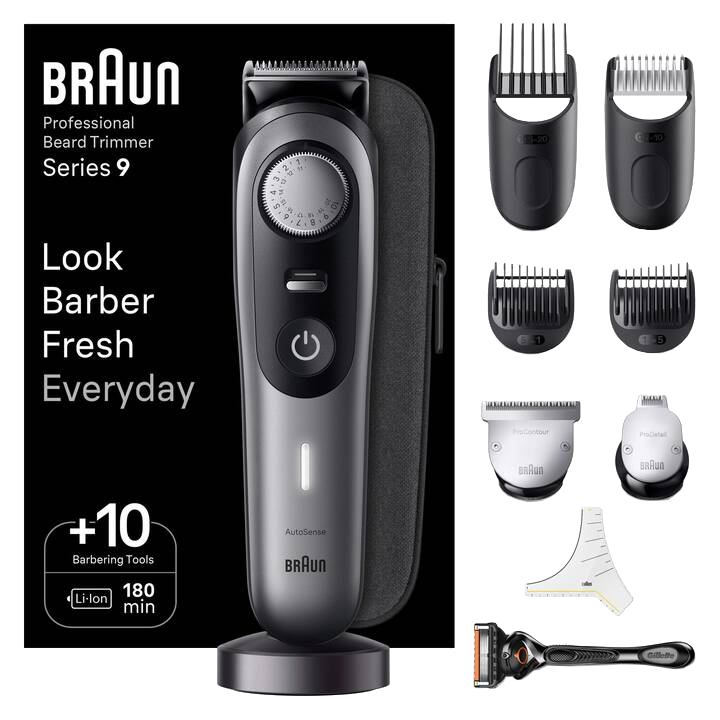 BRAUN
Professional
Beard Trimmer
Series 9
Look
Barber
Fresh
Everyday
+10
Barbering Tools
Li-Ion
180
min
AutoSense
BRAUN
ProContour
BRAUN
ProDetail
BRAUN
Gillette